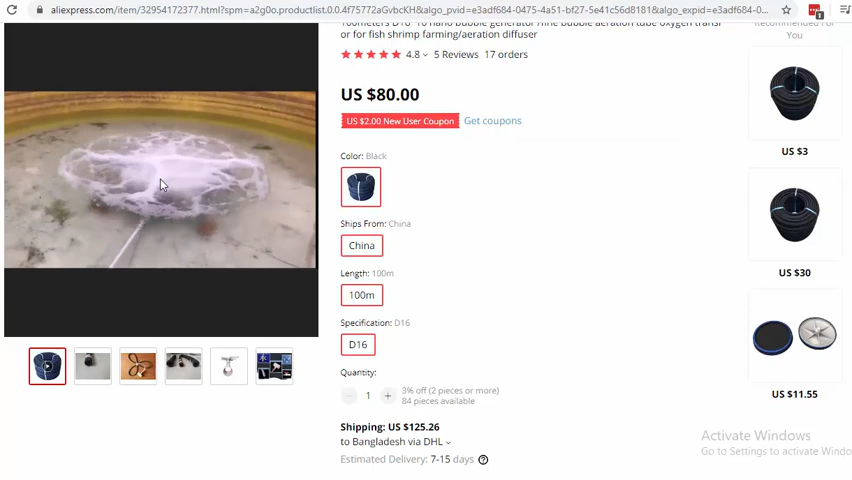 aliexpress.com/item/32954172377.html?spm=a2g0o.productlist.0.0.4f75772aGvbcKH&algo_pvid=e3adf684-0475-4a51-bf27-5e41c56d8181&algo_expid=e3adf684-0...
1
100meters D16*10 nano bubble generator /fine bubble aeration tube oxygen transf
or for fish shrimp farming/aeration diffuser
4.8 5 Reviews 17 orders
US $80.00
US $2.00 New User Coupon Get coupons
Color: Black
Ships From: China
China
Length: 100m
100m
Specification: D16
D16
Quantity:
1
3% off (2 pieces or more)
84 pieces available
Shipping: US $125.26
to Bangladesh via DHL
Estimated Delivery: 7-15 days
Recommended For
You
US $3
US $30
US $11.55
Activate Windows
Go to Settings to activate Windo